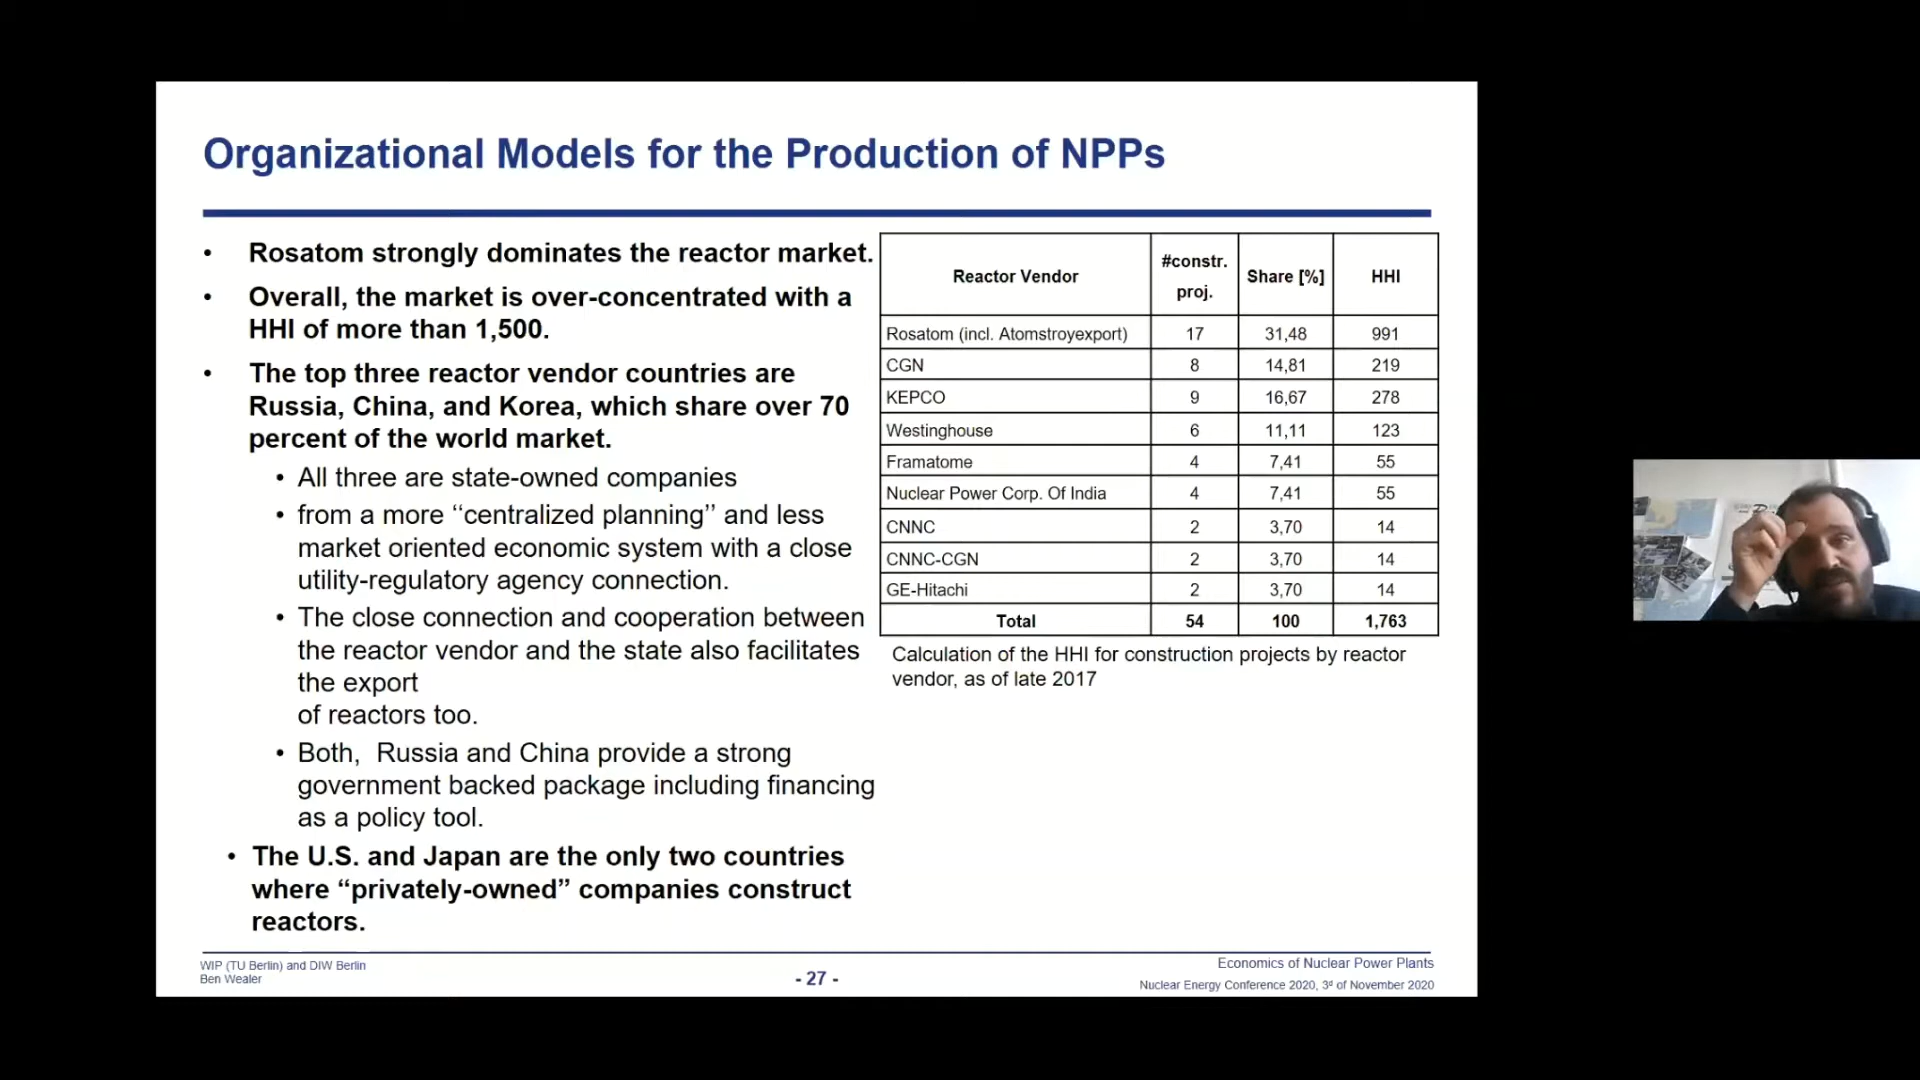 Organizational Models for the Production of NPPs
• Rosatom strongly dominates the reactor market.
• Overall, the market is over-concentrated with a
HHI of more than 1,500.
• The top three reactor vendor countries are
Russia, China, and Korea, which share over 70
percent of the world market.
• All three are state-owned companies
• from a more ‘‘centralized planning’’ and less
market oriented economic system with a close
utility-regulatory agency connection.
• The close connection and cooperation between
the reactor vendor and the state also facilitates
the export
of reactors too.
• Both,  Russia and China provide a strong
government backed package including financing
as a policy tool.
• The U.S. and Japan are the only two countries
where “privately-owned” companies construct
reactors.
Reactor Vendor #constr. proj. Share [%] HHI
Rosatom (incl. Atomstroyexport) 17 31,48 991
CGN 8 14,81 219
KEPCO 9 16,67 278
Westinghouse 6 11,11 123
Framatome 4 7,41 55
Nuclear Power Corp. Of India 4 7,41 55
CNNC 2 3,70 14
CNNC-CGN 2 3,70 14
GE-Hitachi 2 3,70 14
Total 54 100 1,763
Calculation of the HHI for construction projects by reactor
vendor, as of late 2017
WIP (TU Berlin) and DIW Berlin
Ben Wealer
- 27 -
Economics of Nuclear Power Plants
Nuclear Energy Conference 2020, 3ᵈ of November 2020